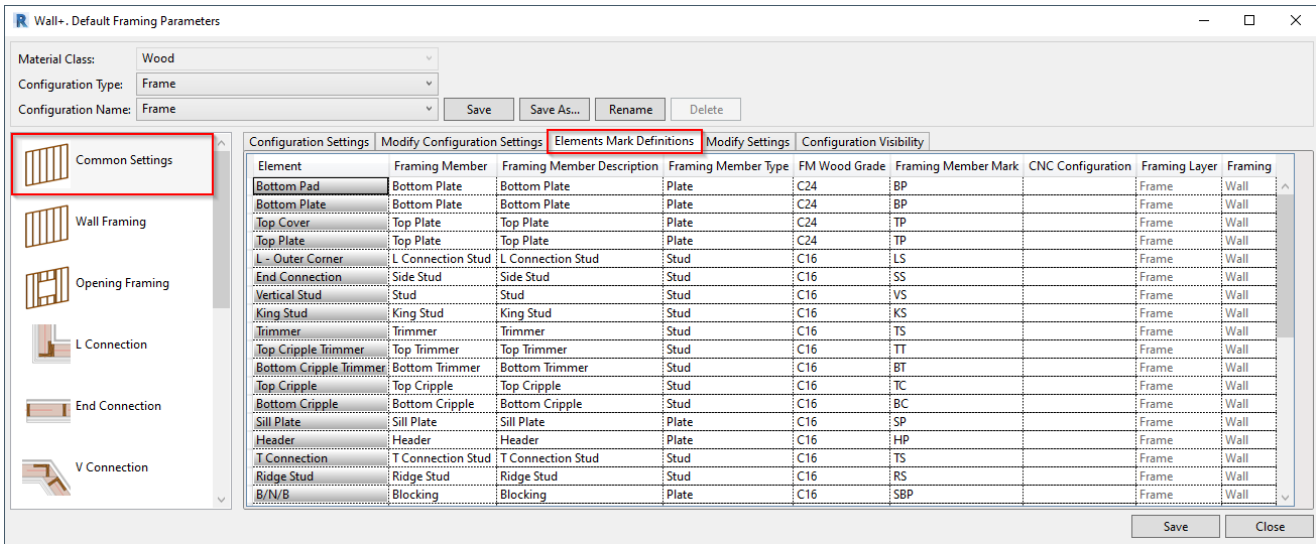 Wall+. Default Framing Parameters
Material Class: Wood
Configuration Type: Frame
Configuration Name: Frame Save Save As... Rename Delete
Common Settings
Wall Framing
Opening Framing
L Connection
End Connection
V Connection
Configuration Settings Modify Configuration Settings Elements Mark Definitions Modify Settings Configuration Visibility
Element Framing Member Framing Member Description Framing Member Type FM Wood Grade Framing Member Mark CNC Configuration Framing Layer Framing
Bottom Pad Bottom Plate Bottom Plate Plate C24 BP Frame Wall
Bottom Plate Bottom Plate Bottom Plate Plate C24 BP Frame Wall
Top Cover Top Plate Top Plate Plate C24 TP Frame Wall
Top Plate Top Plate Top Plate Plate C24 TP Frame Wall
L - Outer Corner L Connection Stud L Connection Stud Stud C16 LS Frame Wall
End Connection Side Stud Side Stud Stud C16 SS Frame Wall
Vertical Stud Stud Stud Stud C16 VS Frame Wall
King Stud King Stud King Stud Stud C16 KS Frame Wall
Trimmer Trimmer Trimmer Stud C16 TS Frame Wall
Top Cripple Trimmer Top Trimmer Top Trimmer Stud C16 TT Frame Wall
Bottom Cripple Trimmer Bottom Trimmer Bottom Trimmer Stud C16 BT Frame Wall
Top Cripple Top Cripple Top Cripple Stud C16 TC Frame Wall
Bottom Cripple Bottom Cripple Bottom Cripple Stud C16 BC Frame Wall
Sill Plate Sill Plate Sill Plate Plate C16 SP Frame Wall
Header Header Header Plate C16 HP Frame Wall
T Connection T Connection Stud T Connection Stud Stud C16 TS Frame Wall
Ridge Stud Ridge Stud Ridge Stud Stud C16 RS Frame Wall
B/N/B Blocking Blocking Plate C16 SBP Frame Wall
Save Close